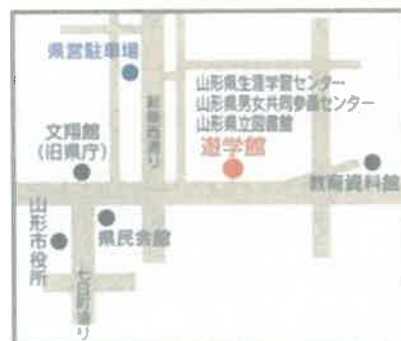 県営駐車場
山形県生涯学習センター
山形県男女共同参画センター
山形県立図書館
遊学館
文翔館
(旧県庁)
教育資料館
県民会館
山形市役所
七日町通り